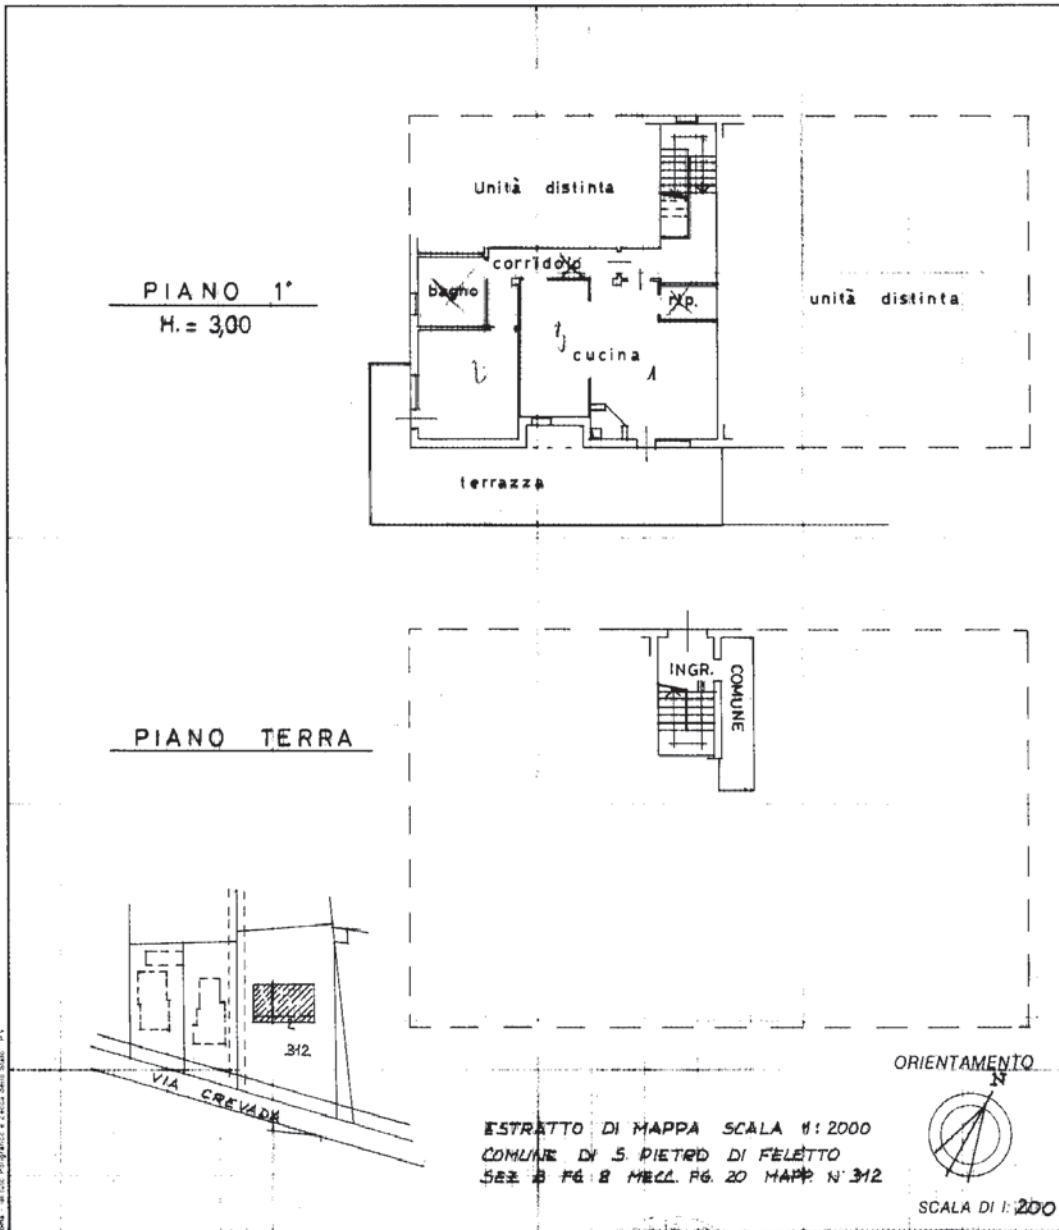 Unità distinta
corridoio
bagno
rip.
PIANO 1°
H. = 3,00
unità distinta
cucina
1
terrazza
INGR.
COMUNE
PIANO TERRA
312
VIA CREVADA
ORIENTAMENTO
N
ESTRATTO DI MAPPA SCALA 1:2000
COMUNE DI S. PIETRO DI FELETTO
SEZ B FG 8 MECC. FG. 20 MAPP. N° 312
SCALA DI 1: 200